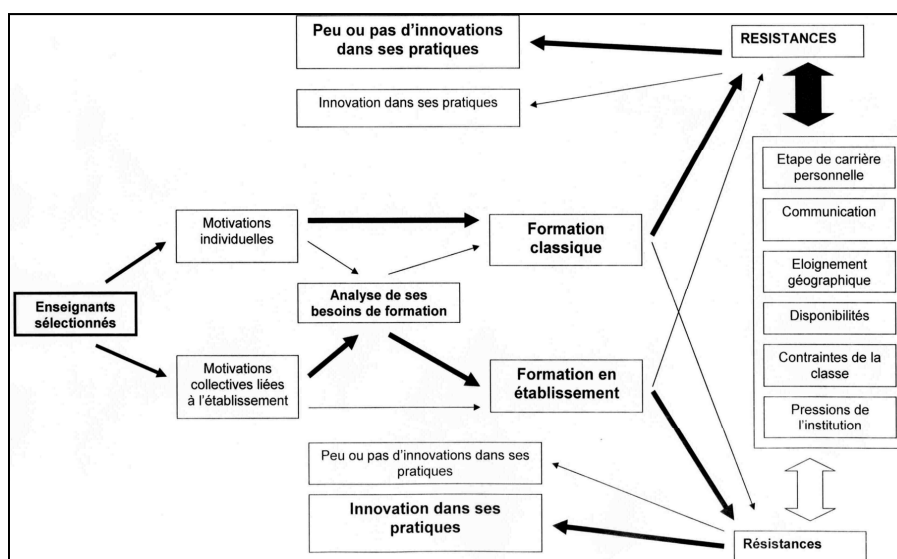 Peu ou pas d'innovations
dans ses pratiques
RESISTANCES
Innovation dans ses pratiques
Etape de carrière
personnelle
Communication
Eloignement
géographique
Disponibilités
Contraintes de la
classe
Pressions de
l'institution
Motivations
individuelles
Formation
classique
Enseignants
sélectionnés
Analyse de ses
besoins de formation
Motivations
collectives liées
à l'établissement
Formation en
établissement
Peu ou pas d'innovations dans ses
pratiques
Innovation dans ses
pratiques
Résistances